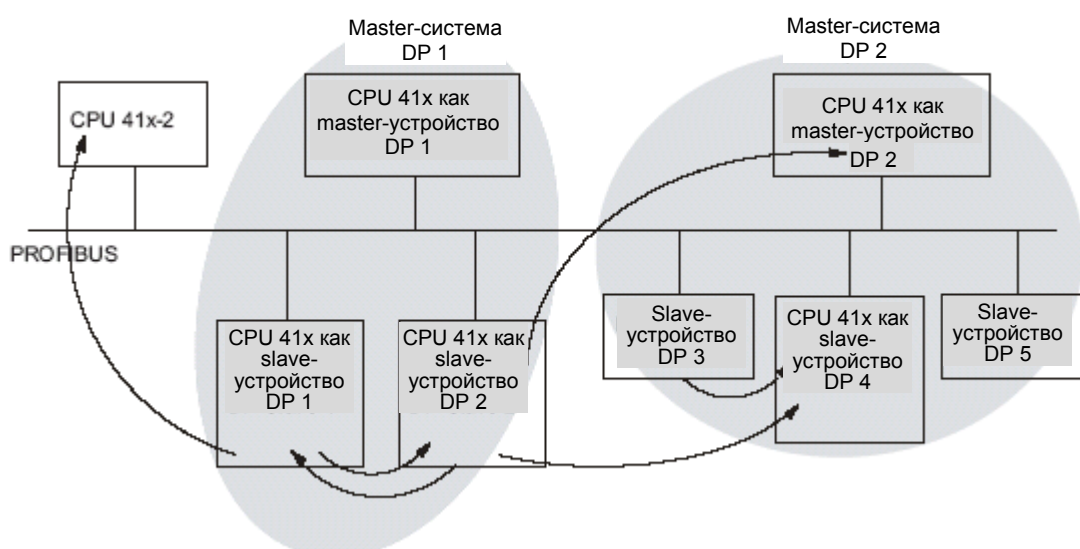 Master-система
DP 1
Master-система
DP 2
CPU 41x-2
CPU 41x как
master-устройство
DP 1
CPU 41x как
master-устройство
DP 2
PROFIBUS
CPU 41x как
slave-
устройство
DP 1
CPU 41x как
slave-
устройство
DP 2
Slave-
устройство
DP 3
CPU 41x как
slave-
устройство
DP 4
Slave-
устройство
DP 5